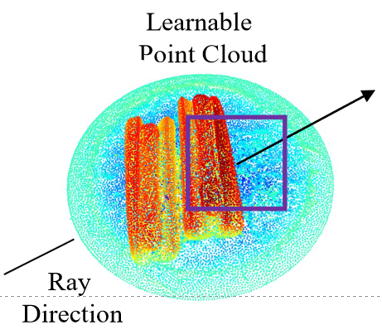 Learnable
Point Cloud
Ray
Direction